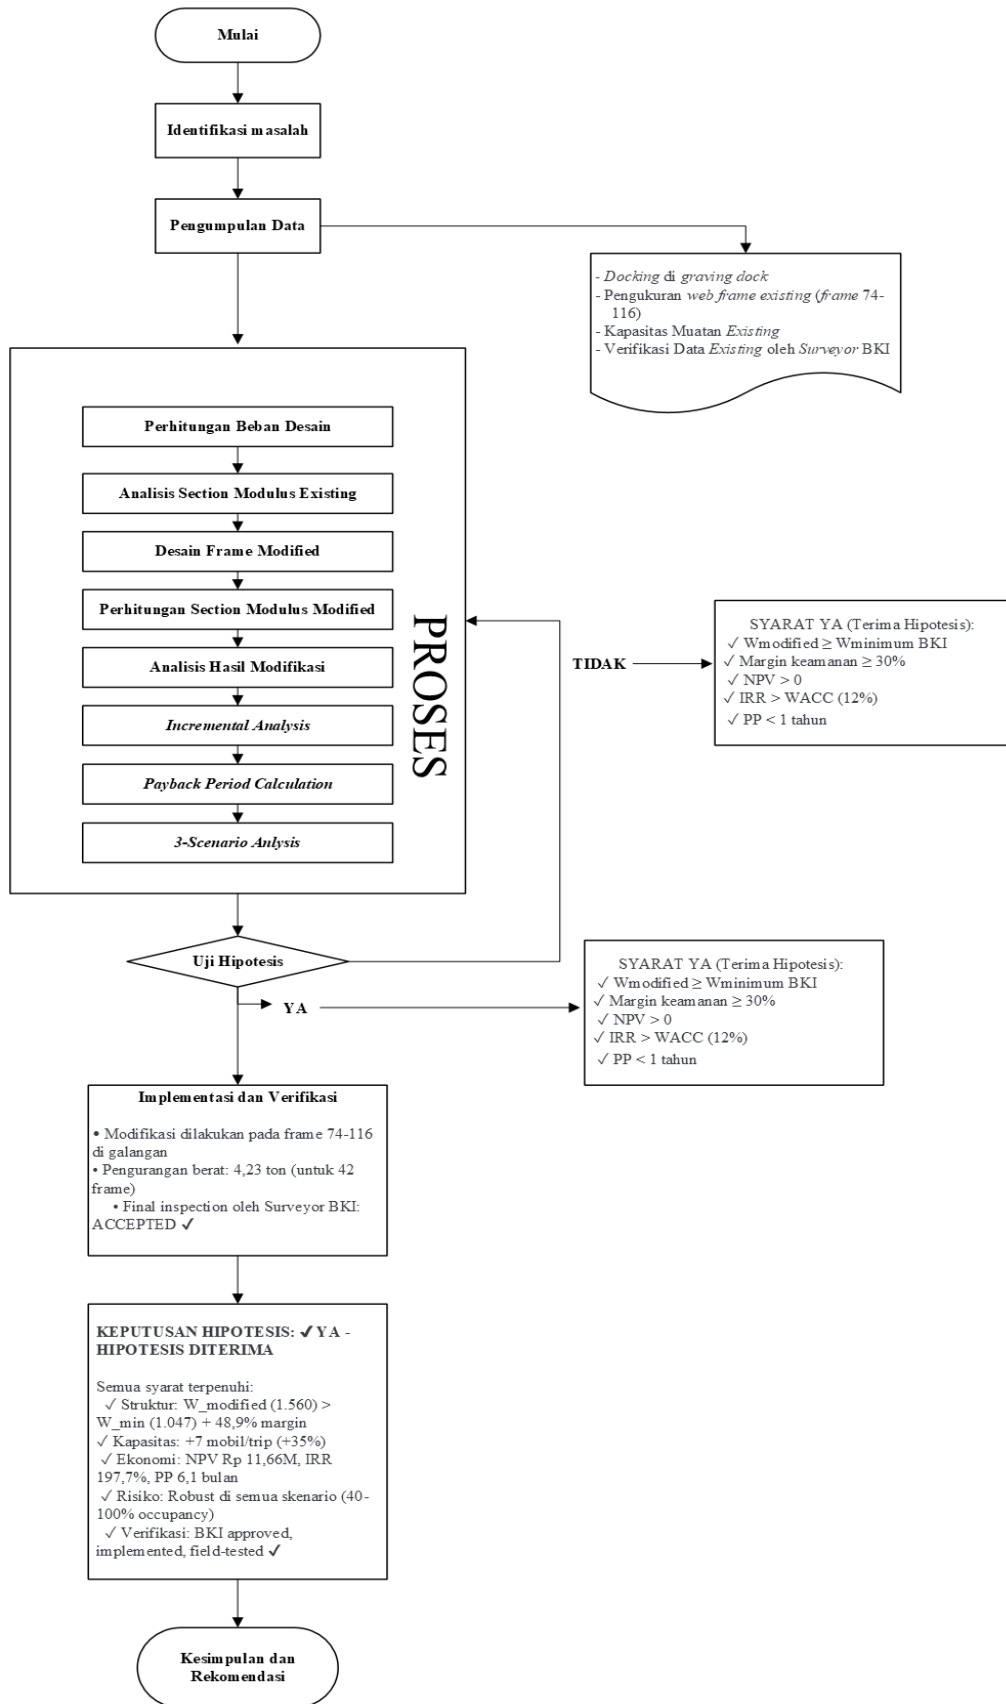 Mulai
Identifikasi masalah
Pengumpulan Data
- Docking di graving dock
- Pengukuran web frame existing (frame 74-
116)
- Kapasitas Muatan Existing
- Verifikasi Data Existing oleh Surveyor BKI
PROSES
Perhitungan Beban Desain
Analisis Section Modulus Existing
Desain Frame Modified
Perhitungan Section Modulus Modified
Analisis Hasil Modifikasi
Incremental Analysis
Payback Period Calculation
3-Scenario Anlysis
TIDAK
SYARAT YA (Terima Hipotesis):
✓ Wmodified ≥ Wminimum BKI
✓ Margin keamanan ≥ 30%
✓ NPV > 0
✓ IRR > WACC (12%)
✓ PP < 1 tahun
Uji Hipotesis
YA
SYARAT YA (Terima Hipotesis):
✓ Wmodified ≥ Wminimum BKI
✓ Margin keamanan ≥ 30%
✓ NPV > 0
✓ IRR > WACC (12%)
✓ PP < 1 tahun
Implementasi dan Verifikasi
• Modifikasi dilakukan pada frame 74-116
di galangan
• Pengurangan berat: 4,23 ton (untuk 42
frame)
• Final inspection oleh Surveyor BKI:
ACCEPTED ✓
KEPUTUSAN HIPOTESIS: ✓ YA -
HIPOTESIS DITERIMA
Semua syarat terpenuhi:
✓ Struktur: W_modified (1.560) >
W_min (1.047) + 48,9% margin
✓ Kapasitas: +7 mobil/trip (+35%)
✓ Ekonomi: NPV Rp 11,66M, IRR
197,7%, PP 6,1 bulan
✓ Risiko: Robust di semua skenario (40-
100% occupancy)
✓ Verifikasi: BKI approved,
implemented, field-tested ✓
Kesimpulan dan
Rekomendasi